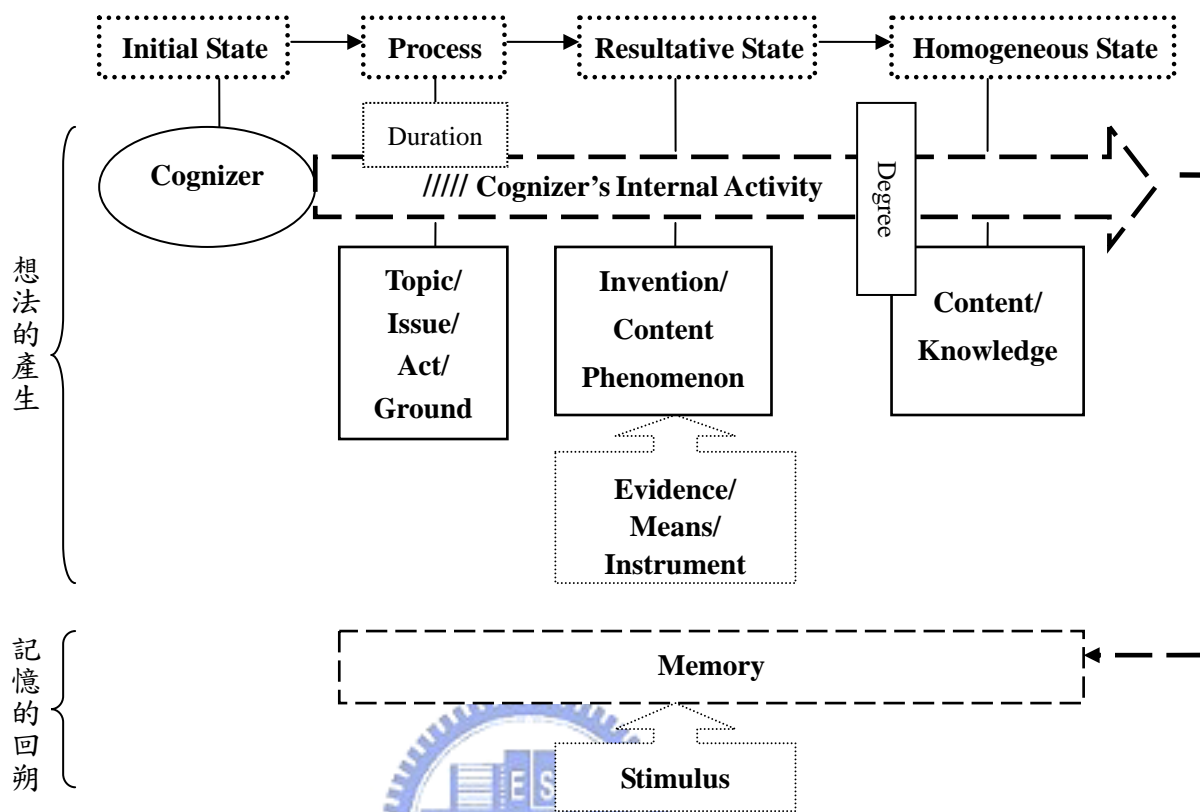 Initial State
Process
Resultative State
Homogeneous State
Duration
Cognizer
///// Cognizer's Internal Activity
Degree
想法的產生
Topic/
Issue/
Act/
Ground
Invention/
Content
Phenomenon
Content/
Knowledge
Evidence/
Means/
Instrument
記憶的回朔
Memory
Stimulus
ES